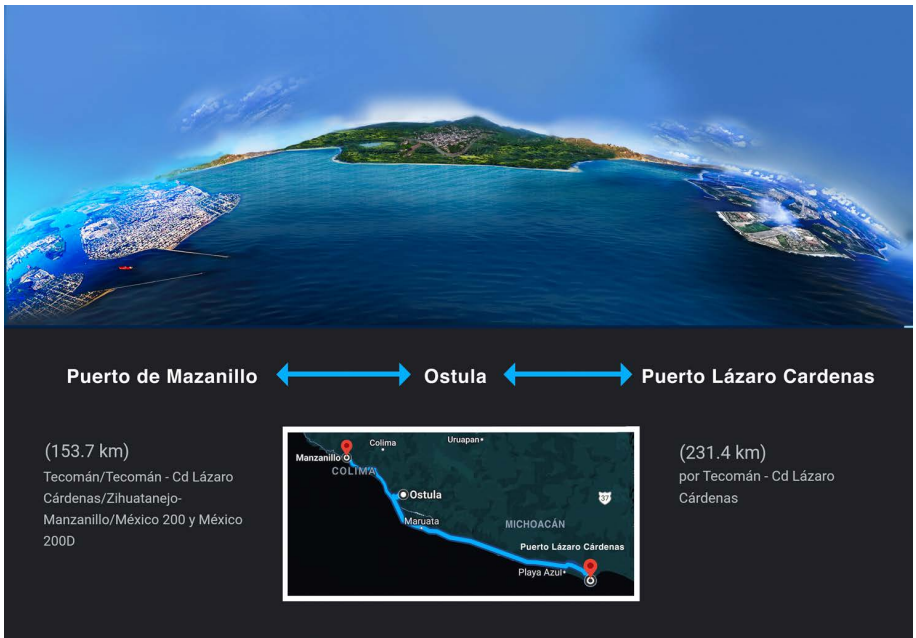 Puerto de Mazanillo
Ostula
Puerto Lázaro Cardenas
(153.7 km)
Tecomán/Tecomán - Cd Lázaro
Cárdenas/Zihuatanejo-
Manzanillo/México 200 y México
200D
Colima
Uruapan
Manzanillo
COLIMA
Ostula
37
Maruata
MICHOACÁN
Puerto Lázaro Cárdenas
Playa Azul
(231.4 km)
por Tecomán - Cd Lázaro
Cárdenas